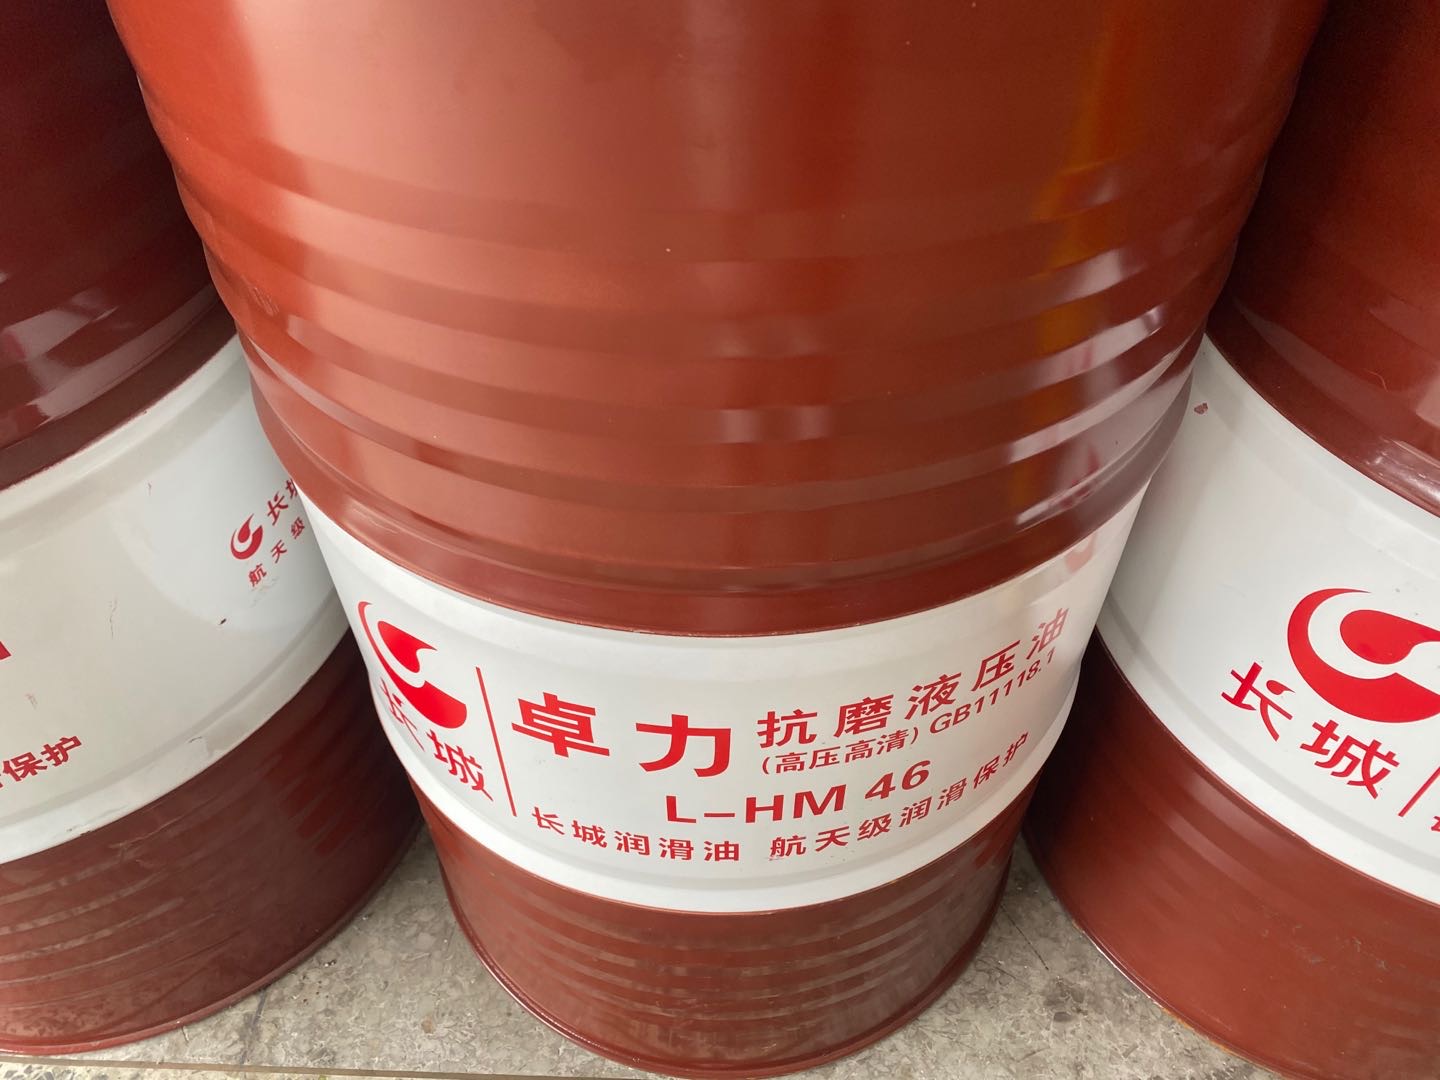 长城
航天级
保护
长城
卓力 抗磨液压油
(高压高清) GB11118.1
L-HM 46
长城润滑油 航天级润滑保护
长城